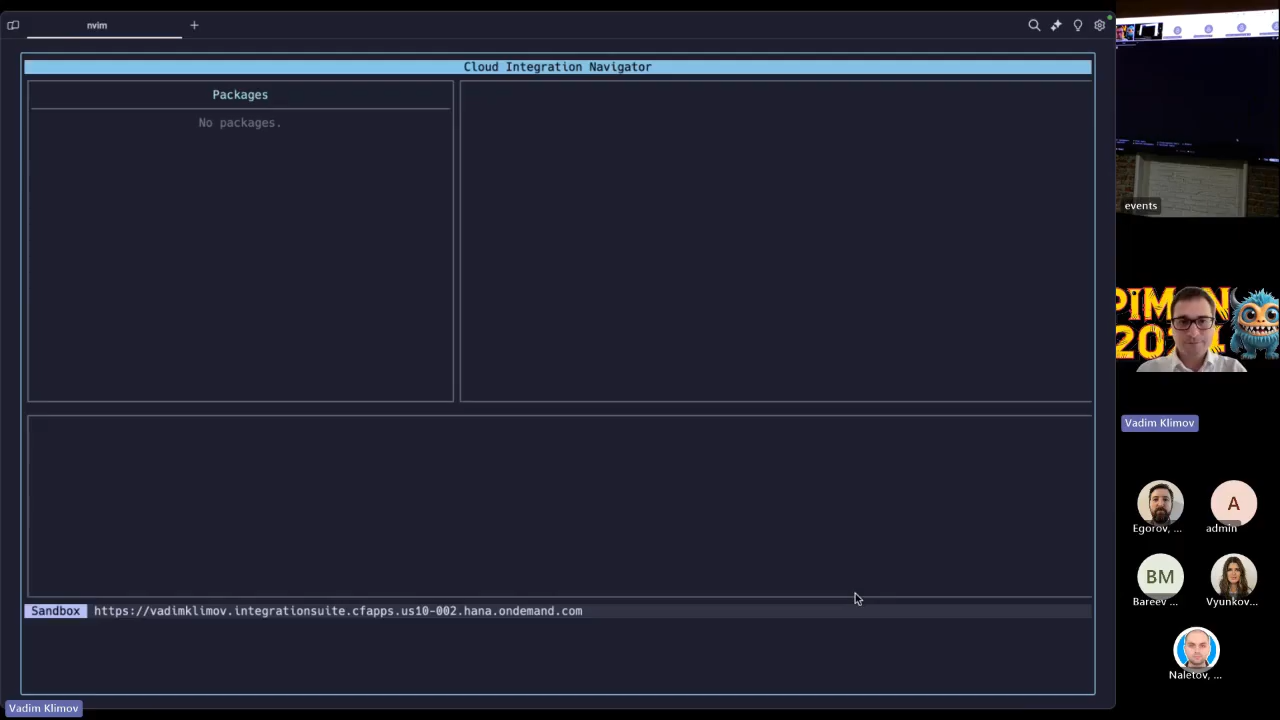 nvim
Cloud Integration Navigator
Packages
No packages.
Sandbox https://vadimklimov.integrationsuite.cfapps.us10-002.hana.ondemand.com
Vadim Klimov
events
Vadim Klimov
Egorov, ...
A
admin
BM
Bareev ...
Vyunkov...
Naletov, ...